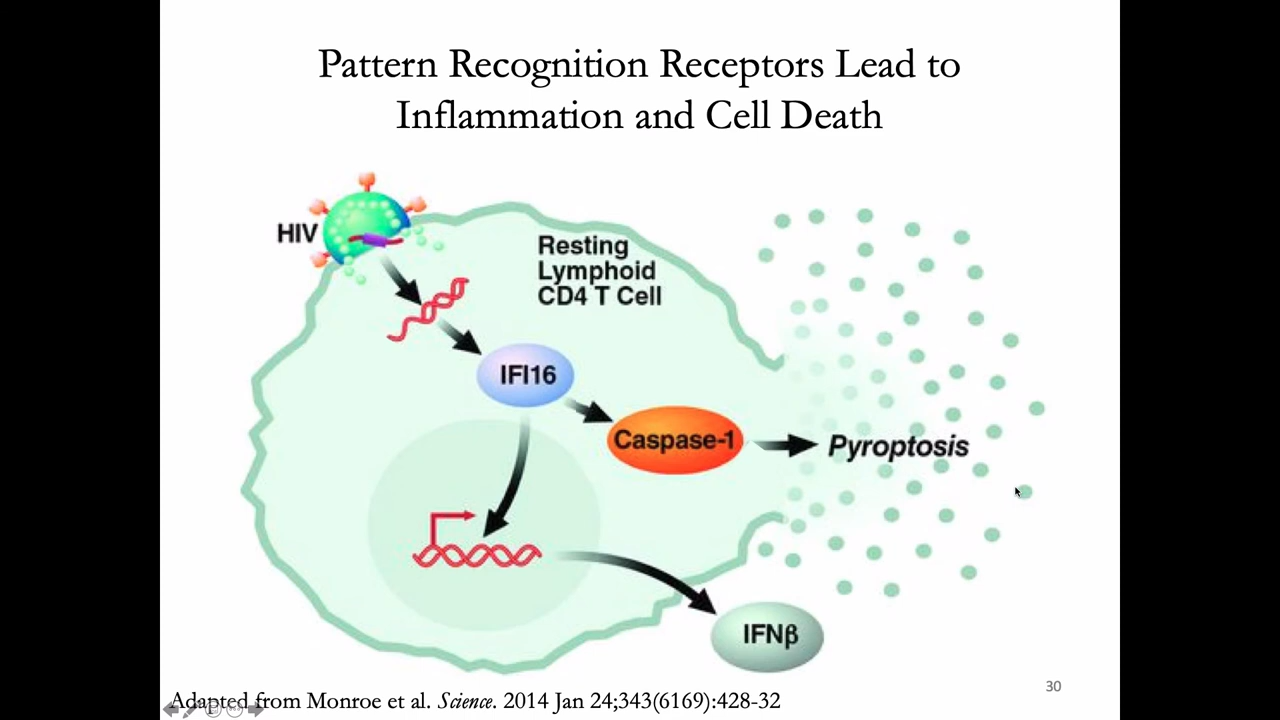 Pattern Recognition Receptors Lead to
Inflammation and Cell Death
HIV
Resting
Lymphoid
CD4 T Cell
IFI16
Caspase-1
Pyroptosis
IFNβ
30
Adapted from Monroe et al. Science. 2014 Jan 24;343(6169):428-32